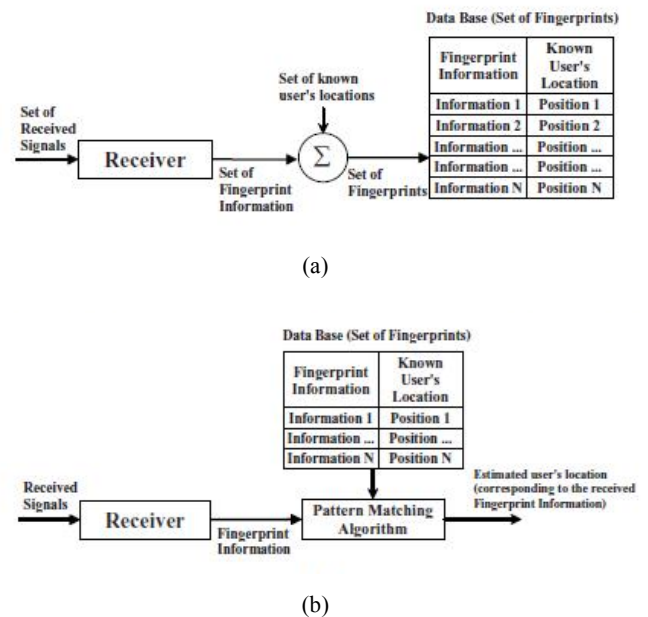 Data Base (Set of Fingerprints)
Fingerprint
Information
Known
User's
Location
Information 1
Position 1
Information 2
Position 2
Information ...
Position ...
Information ...
Position ...
Information N
Position N
Set of known
user's locations
Set of
Received
Signals
Receiver
Set of
Fingerprint
Information
Σ
Set of
Fingerprints
(a)
Data Base (Set of Fingerprints)
Fingerprint
Information
Known
User's
Location
Information 1
Position 1
Information ...
Position ...
Information N
Position N
Received
Signals
Receiver
Fingerprint
Information
Pattern Matching
Algorithm
Estimated user's location
(corresponding to the received
Fingerprint Information)
(b)